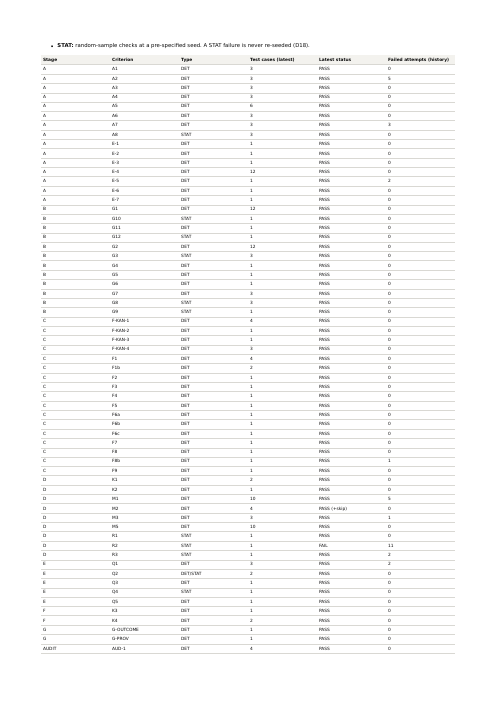 • STAT: random-sample checks at a pre-specified seed. A STAT failure is never re-seeded (D18).
Stage Criterion Type Test cases (latest) Latest status Failed attempts (history)
A A1 DET 3 PASS 0
A A2 DET 3 PASS 5
A A3 DET 3 PASS 0
A A4 DET 3 PASS 0
A A5 DET 6 PASS 0
A A6 DET 3 PASS 0
A A7 DET 3 PASS 3
A A8 STAT 3 PASS 0
A E-1 DET 1 PASS 0
A E-2 DET 1 PASS 0
A E-3 DET 1 PASS 0
A E-4 DET 12 PASS 0
A E-5 DET 1 PASS 2
A E-6 DET 1 PASS 0
A E-7 DET 1 PASS 0
B G1 DET 12 PASS 0
B G10 STAT 1 PASS 0
B G11 DET 1 PASS 0
B G12 STAT 1 PASS 0
B G2 DET 12 PASS 0
B G3 STAT 3 PASS 0
B G4 DET 1 PASS 0
B G5 DET 1 PASS 0
B G6 DET 1 PASS 0
B G7 DET 3 PASS 0
B G8 STAT 3 PASS 0
B G9 STAT 1 PASS 0
C F-KAN-1 DET 4 PASS 0
C F-KAN-2 DET 1 PASS 0
C F-KAN-3 DET 1 PASS 0
C F-KAN-4 DET 3 PASS 0
C F1 DET 4 PASS 0
C F1b DET 2 PASS 0
C F2 DET 1 PASS 0
C F3 DET 1 PASS 0
C F4 DET 1 PASS 0
C F5 DET 1 PASS 0
C F6a DET 1 PASS 0
C F6b DET 1 PASS 0
C F6c DET 1 PASS 0
C F7 DET 1 PASS 0
C F8 DET 1 PASS 0
C F8b DET 1 PASS 1
C F9 DET 1 PASS 0
D K1 DET 2 PASS 0
D K2 DET 1 PASS 0
D M1 DET 10 PASS 5
D M2 DET 4 PASS (+skip) 0
D M3 DET 3 PASS 1
D M5 DET 10 PASS 0
D R1 STAT 1 PASS 0
D R2 STAT 1 FAIL 11
D R3 STAT 1 PASS 2
E Q1 DET 3 PASS 2
E Q2 DET/STAT 2 PASS 0
E Q3 DET 1 PASS 0
E Q4 STAT 1 PASS 0
E Q5 DET 1 PASS 0
F K3 DET 1 PASS 0
F K4 DET 2 PASS 0
G G-OUTCOME DET 1 PASS 0
G G-PROV DET 1 PASS 0
AUDIT AUD-1 DET 4 PASS 0